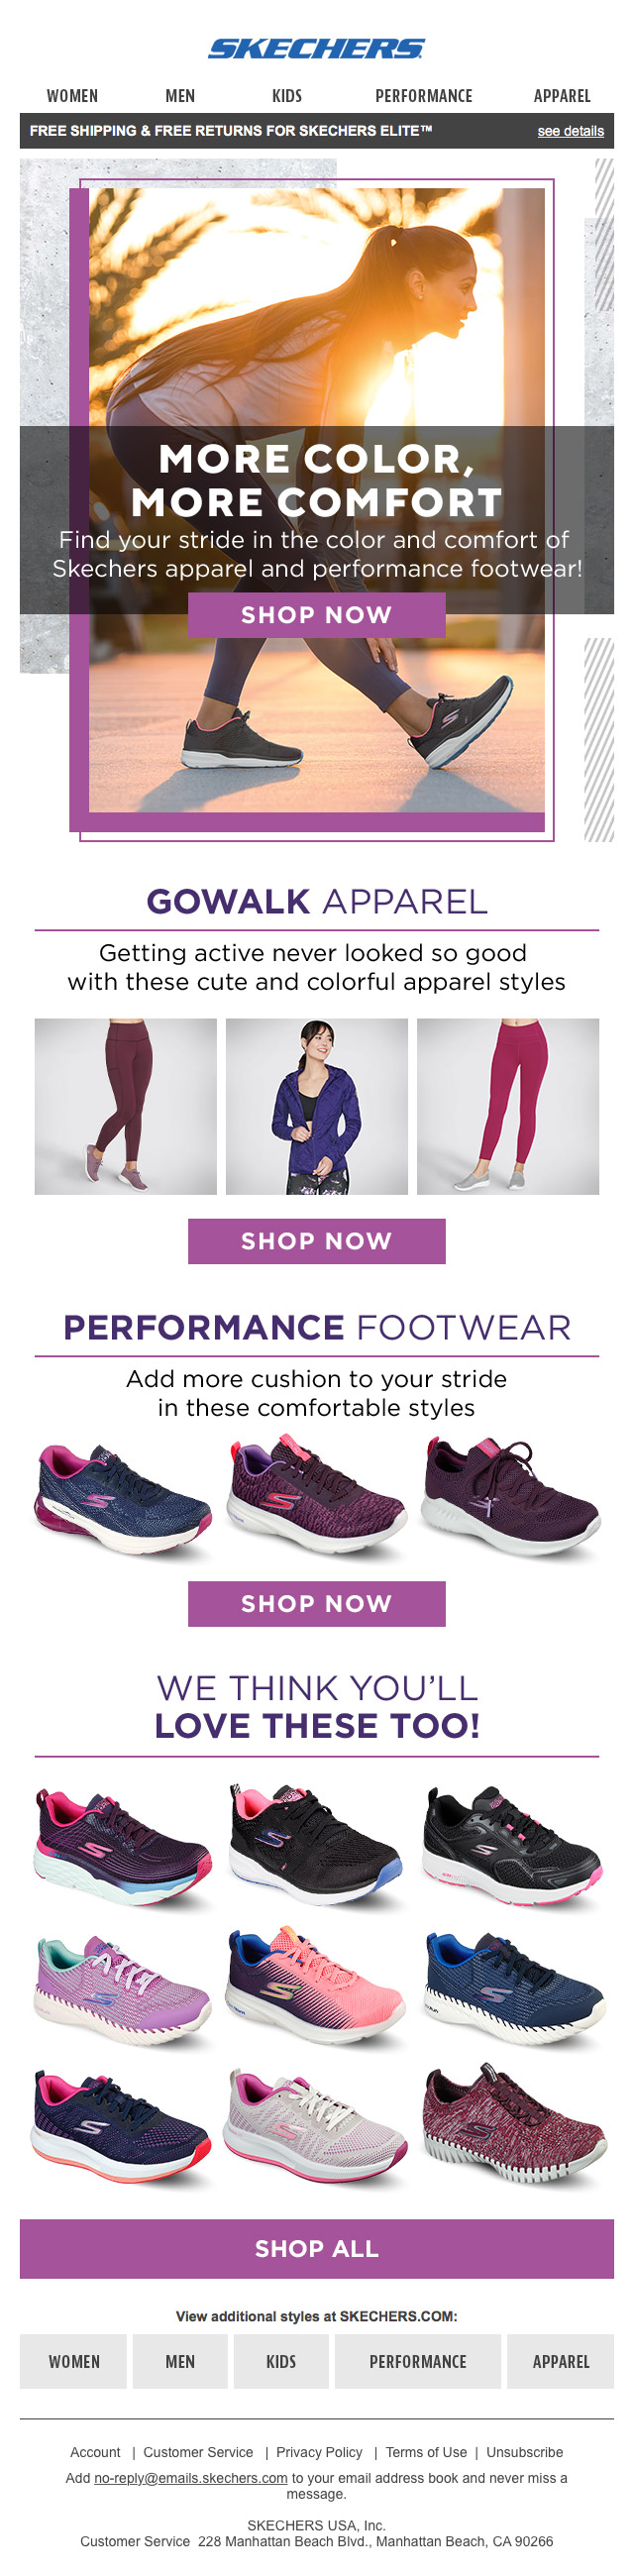 SKECHERS
WOMEN MEN KIDS PERFORMANCE APPAREL
FREE SHIPPING & FREE RETURNS FOR SKECHERS ELITE™ see details
MORE COLOR,
MORE COMFORT
Find your stride in the color and comfort of
Skechers apparel and performance footwear!
SHOP NOW
GOWALK APPAREL
Getting active never looked so good
with these cute and colorful apparel styles
SHOP NOW
PERFORMANCE FOOTWEAR
Add more cushion to your stride
in these comfortable styles
SHOP NOW
WE THINK YOU'LL
LOVE THESE TOO!
SHOP ALL
View additional styles at SKECHERS.COM:
WOMEN MEN KIDS PERFORMANCE APPAREL
Account | Customer Service | Privacy Policy | Terms of Use | Unsubscribe
Add no-reply@emails.skechers.com to your email address book and never miss a
message.
SKECHERS USA, Inc.
Customer Service 228 Manhattan Beach Blvd., Manhattan Beach, CA 90266